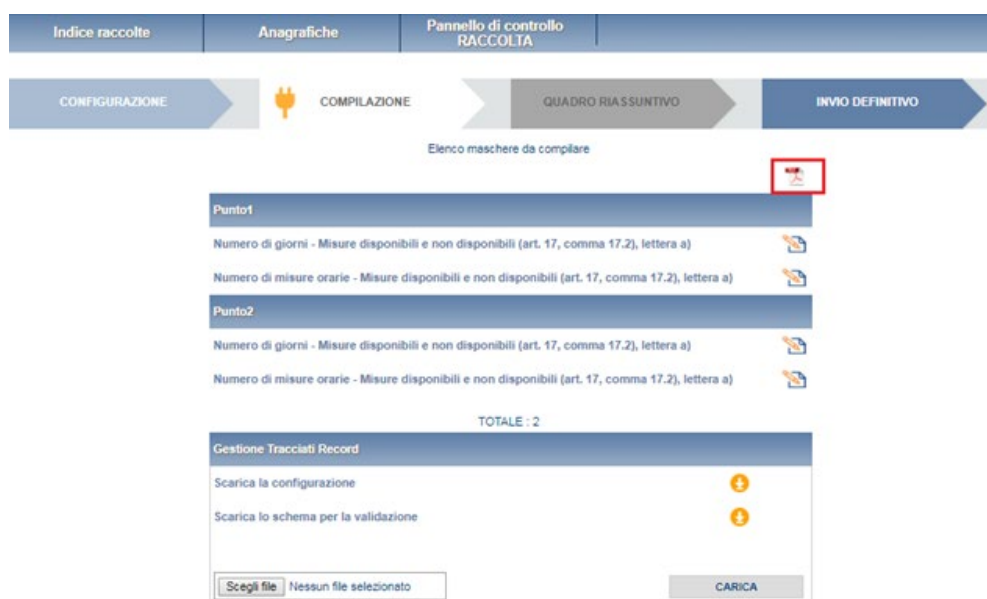 Indice raccolte
Anagrafiche
Pannello di controllo
RACCOLTA
CONFIGURAZIONE
COMPILAZIONE
QUADRO RIASSUNTIVO
INVIO DEFINITIVO
Elenco maschere da compilare
Punto1
Numero di giorni - Misure disponibili e non disponibili (art. 17, comma 17.2), lettera a)
Numero di misure orarie - Misure disponibili e non disponibili (art. 17, comma 17.2), lettera a)
Punto2
Numero di giorni - Misure disponibili e non disponibili (art. 17, comma 17.2), lettera a)
Numero di misure orarie - Misure disponibili e non disponibili (art. 17, comma 17.2), lettera a)
TOTALE : 2
Gestione Tracciati Record
Scarica la configurazione
Scarica lo schema per la validazione
Scegli file Nessun file selezionato
CARICA